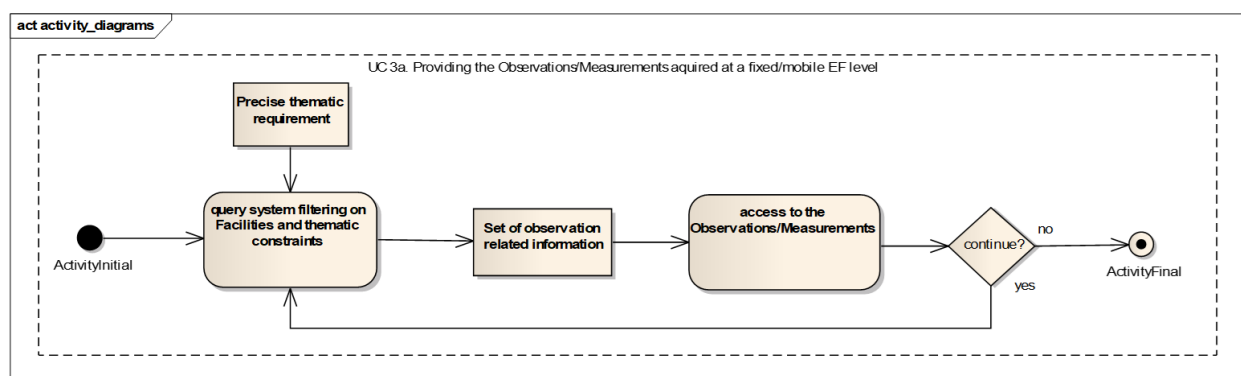 act activity_diagrams
UC 3a. Providing the Observations/Measurements aquired at a fixed/mobile EF level
Precise thematic
requirement
query system filtering on
Facilities and thematic
constraints
Set of observation
related information
access to the
Observations/Measurements
continue?
no
yes
ActivityInitial
ActivityFinal